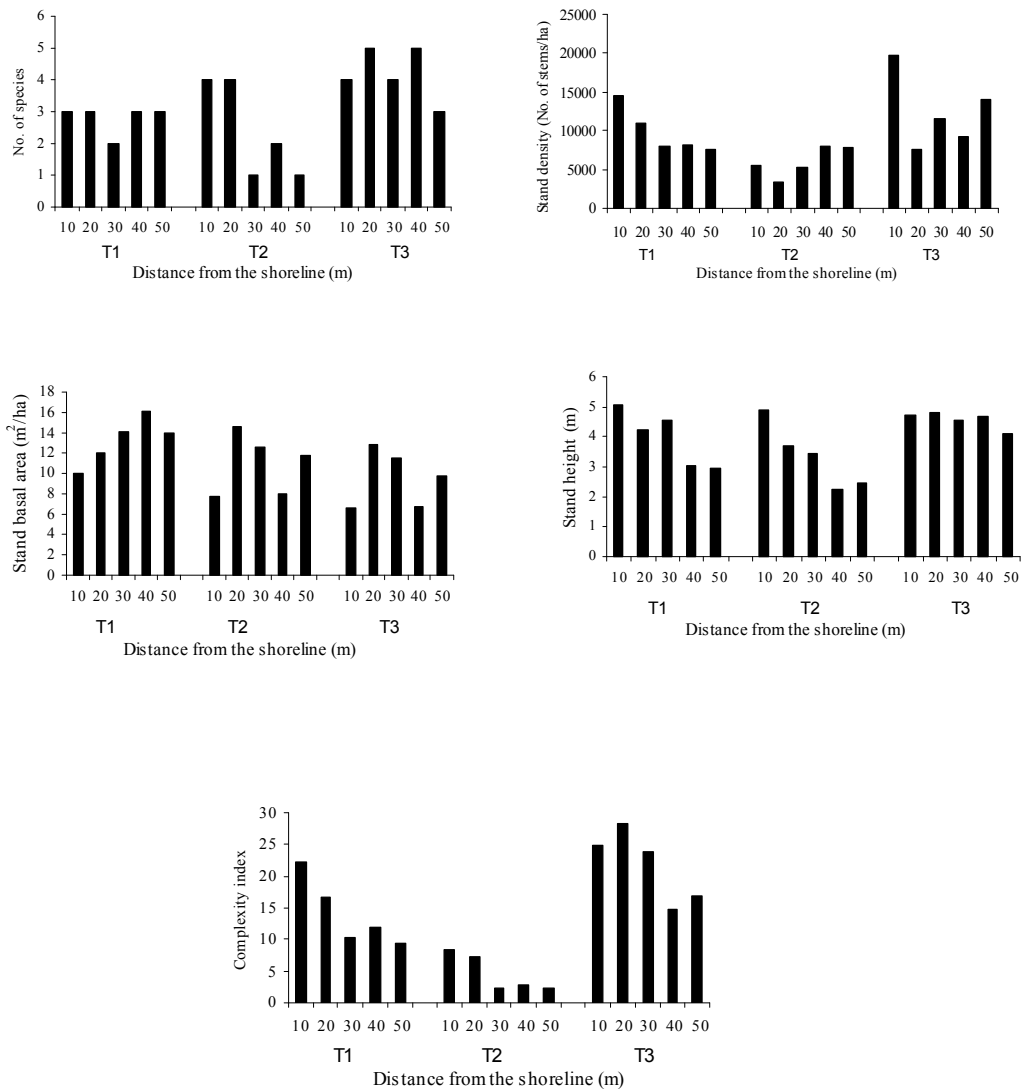 No. of species
6
5
4
3
2
1
0
10 20 30 40 50 10 20 30 40 50 10 20 30 40 50
T1 T2 T3
Distance from the shoreline (m)
Stand density (No. of stems/ha)
25000
20000
15000
10000
5000
0
10 20 30 40 50 10 20 30 40 50 10 20 30 40 50
T1 T2 T3
Distance from the shoreline (m)
Stand basal area (m²/ha)
18
16
14
12
10
8
6
4
2
0
10 20 30 40 50 10 20 30 40 50 10 20 30 40 50
T1 T2 T3
Distance from the shoreline (m)
Stand height (m)
6
5
4
3
2
1
0
10 20 30 40 50 10 20 30 40 50 10 20 30 40 50
T1 T2 T3
Distance from the shoreline (m)
Complexity index
30
25
20
15
10
5
0
10 20 30 40 50 10 20 30 40 50 10 20 30 40 50
T1 T2 T3
Distance from the shoreline (m)